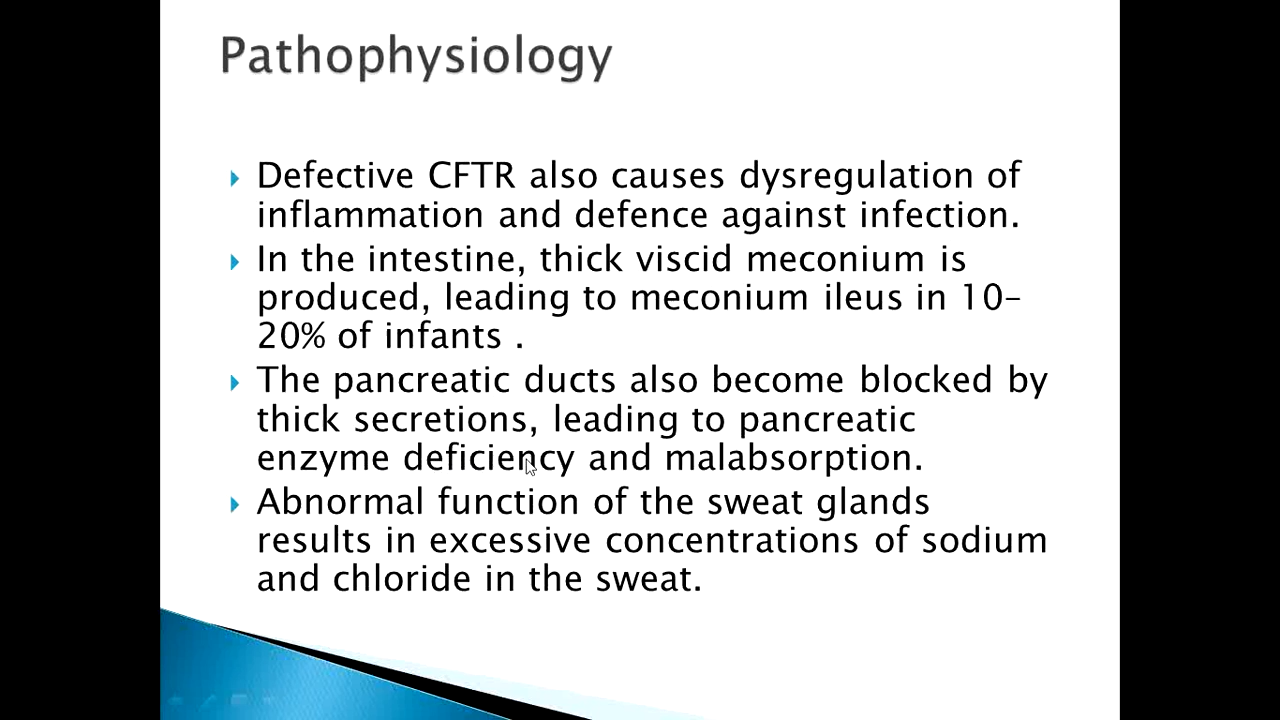 Pathophysiology
Defective CFTR also causes dysregulation of
inflammation and defence against infection.
In the intestine, thick viscid meconium is
produced, leading to meconium ileus in 10–
20% of infants .
The pancreatic ducts also become blocked by
thick secretions, leading to pancreatic
enzyme deficiency and malabsorption.
Abnormal function of the sweat glands
results in excessive concentrations of sodium
and chloride in the sweat.